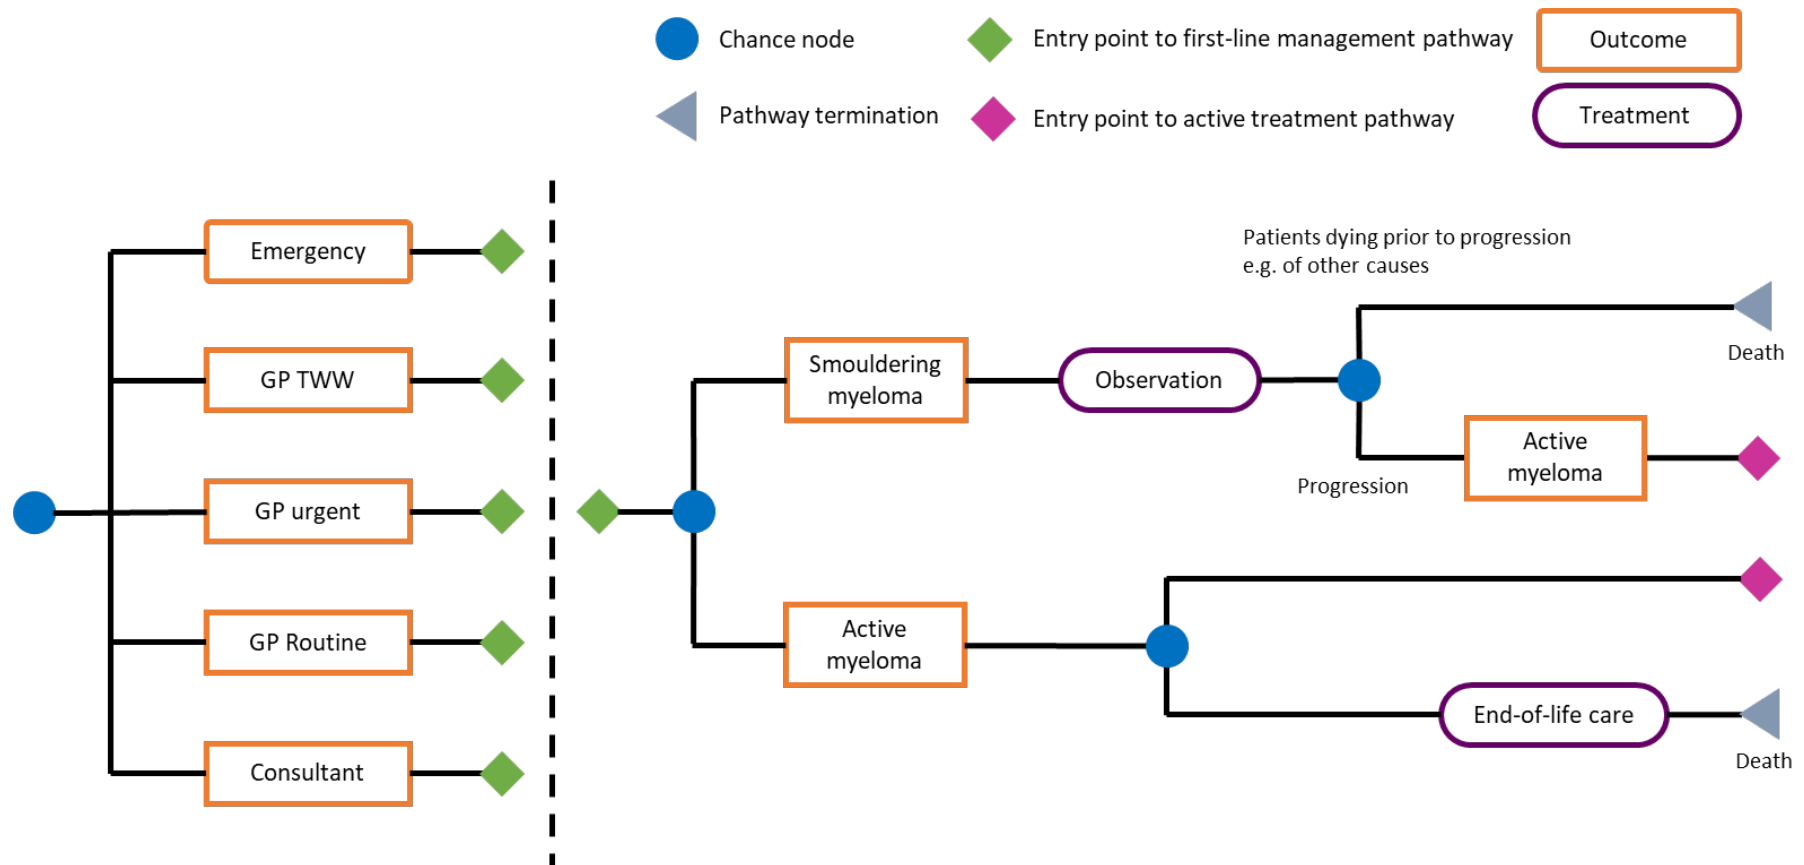 Chance node
Entry point to first-line management pathway
Outcome
Pathway termination
Entry point to active treatment pathway
Treatment
Emergency
GP TWW
GP urgent
GP Routine
Consultant
Smouldering
myeloma
Observation
Patients dying prior to progression
e.g. of other causes
Death
Progression
Active
myeloma
Active
myeloma
End-of-life care
Death